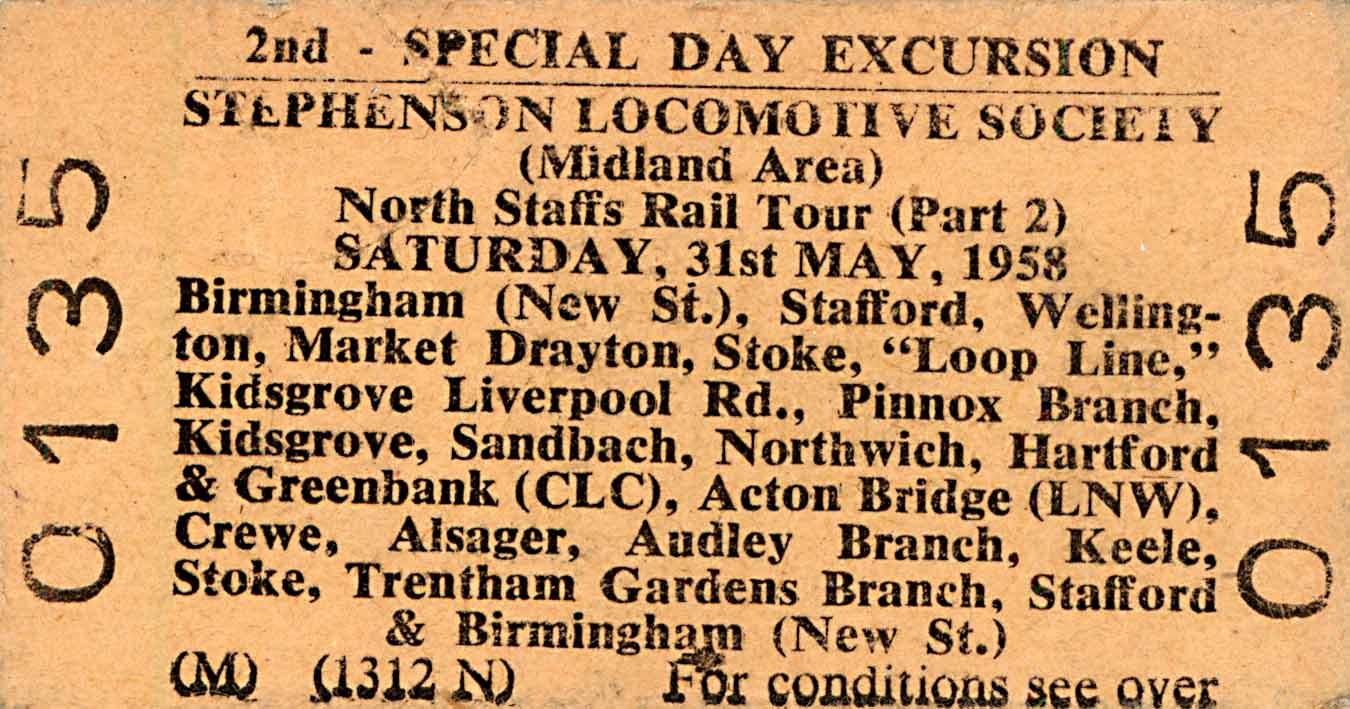 2nd - SPECIAL DAY EXCURSION
STEPHENSON LOCOMOTIVE SOCIETY
(Midland Area)
North Staffs Rail Tour (Part 2)
SATURDAY, 31st MAY, 1958
Birmingham (New St.), Stafford, Welling-
ton, Market Drayton, Stoke, “Loop Line,”
Kidsgrove Liverpool Rd., Pinnox Branch,
Kidsgrove, Sandbach, Northwich, Hartford
& Greenbank (CLC), Acton Bridge (LNW),
Crewe, Alsager, Audley Branch, Keele,
Stoke, Trentham Gardens Branch, Stafford
& Birmingham (New St.)
(M) (1312 N) For conditions see over
0135
0135